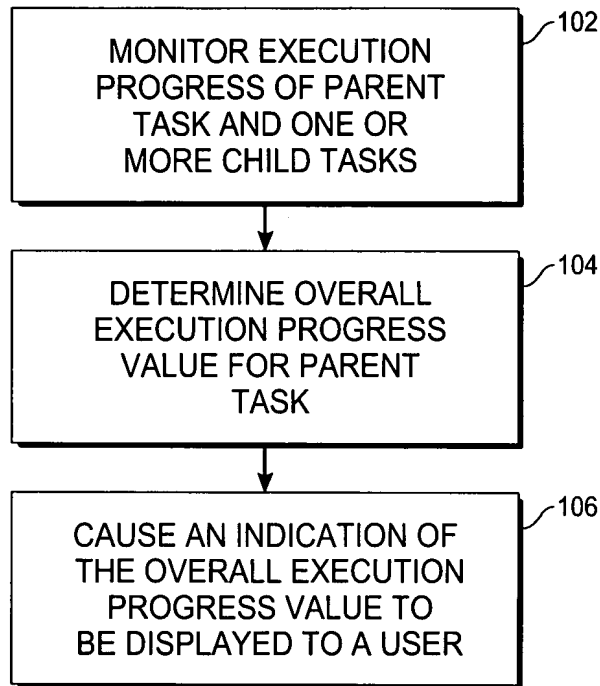 MONITOR EXECUTION
PROGRESS OF PARENT
TASK AND ONE OR
MORE CHILD TASKS
102
DETERMINE OVERALL
EXECUTION PROGRESS
VALUE FOR PARENT
TASK
104
CAUSE AN INDICATION OF
THE OVERALL EXECUTION
PROGRESS VALUE TO
BE DISPLAYED TO A USER
106